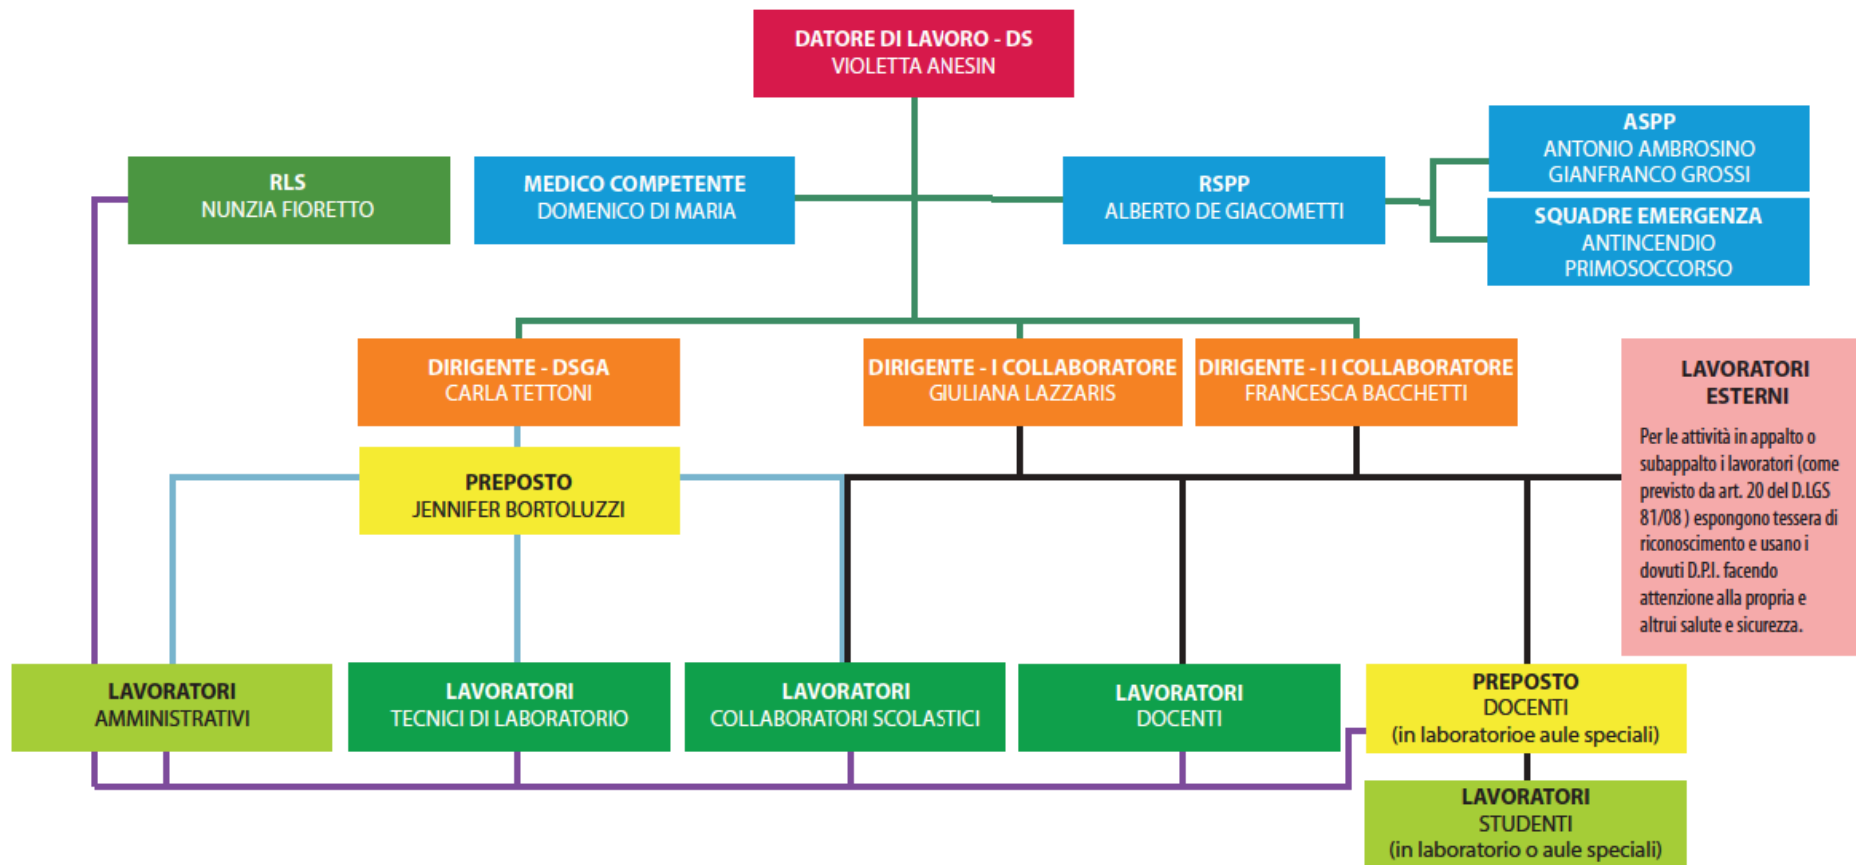 DATORE DI LAVORO - DS
VIOLETTA ANESIN
RLS
NUNZIA FIORETTO
MEDICO COMPETENTE
DOMENICO DI MARIA
RSPP
ALBERTO DE GIACOMETTI
ASPP
ANTONIO AMBROSINO
GIANFRANCO GROSSI
SQUADRE EMERGENZA
ANTINCENDIO
PRIMOSOCCORSO
DIRIGENTE - DSGA
CARLA TETTONI
DIRIGENTE - I COLLABORATORE
GIULIANA LAZZARIS
DIRIGENTE - I I COLLABORATORE
FRANCESCA BACCHETTI
LAVORATORI
ESTERNI
Per le attività in appalto o
subappalto i lavoratori (come
previsto da art. 20 del D.LGS
81/08 ) espongono tessera di
riconoscimento e usano i
dovuti D.P.I. facendo
attenzione alla propria e
altrui salute e sicurezza.
PREPOSTO
JENNIFER BORTOLUZZI
LAVORATORI
AMMINISTRATIVI
LAVORATORI
TECNICI DI LABORATORIO
LAVORATORI
COLLABORATORI SCOLASTICI
LAVORATORI
DOCENTI
PREPOSTO
DOCENTI
(in laboratorioe aule speciali)
LAVORATORI
STUDENTI
(in laboratorio o aule speciali)